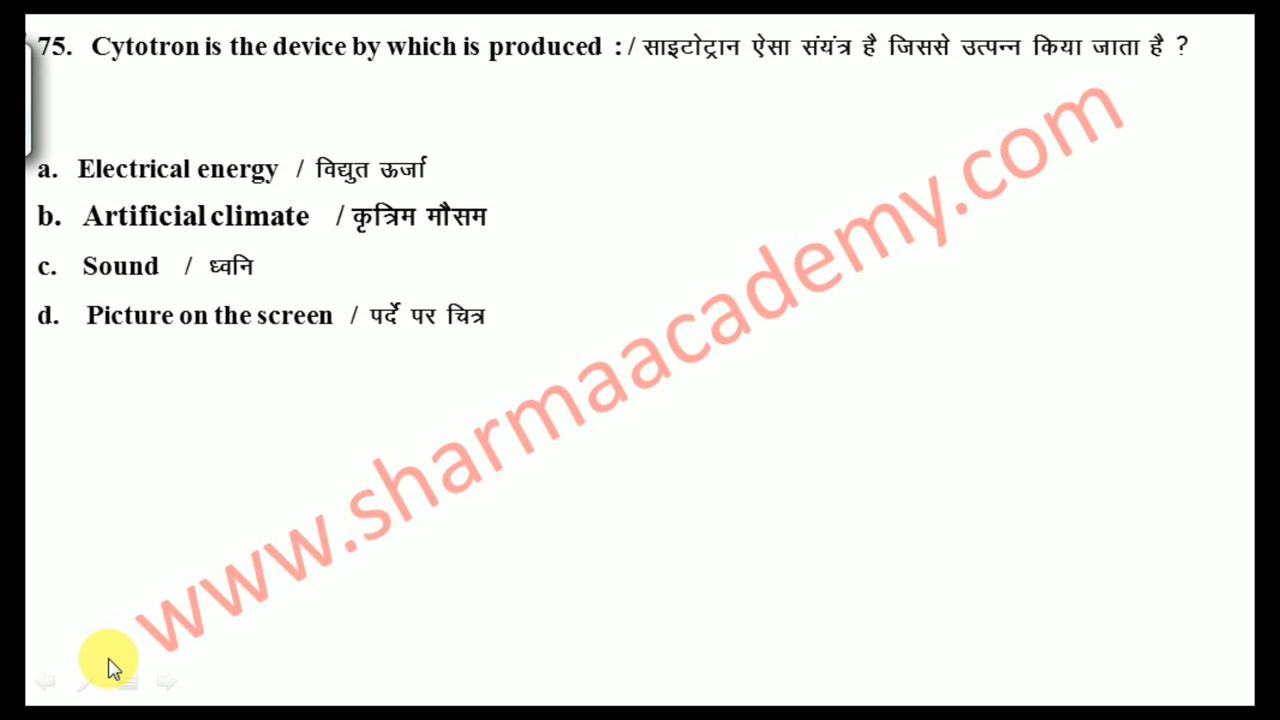 75. Cytotron is the device by which is produced : / साइटोट्रान ऐसा संयंत्र है जिससे उत्पन्न किया जाता है ?
a. Electrical energy / विद्युत ऊर्जा
b. Artificial climate / कृत्रिम मौसम
c. Sound / ध्वनि
d. Picture on the screen / पर्दे पर चित्र
www.sharmaacademy.com